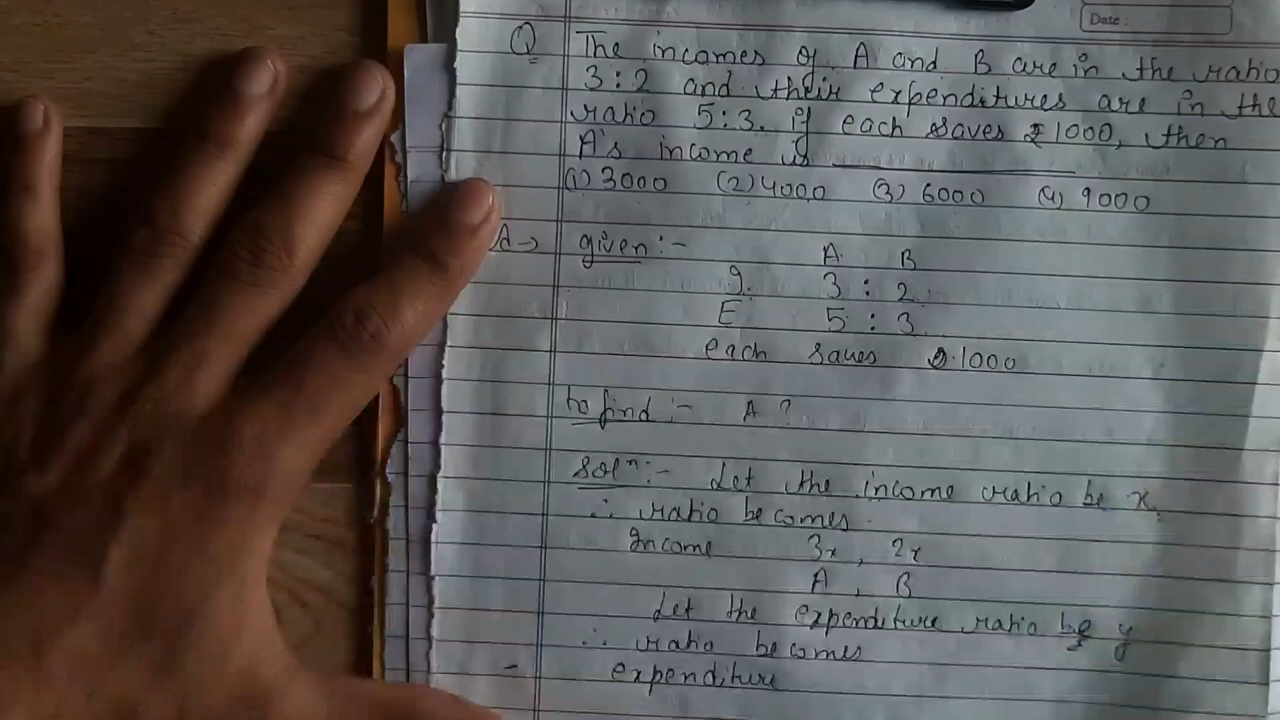 Date :
Q The incomes of A and B are in the ratio
3 : 2 and their expenditures are in the
ratio 5 : 3. if each saves ₹ 1000, then
A's income is ____________
(1) 3000 (2) 4000 (3) 6000 (4) 9000
A→ given :- A B
I 3 : 2
E 5 : 3
each saves 1000
to find :- A ?
Solⁿ :- Let the income ratio be x.
∴ ratio becomes
Income 3x , 2x
A , B
Let the expenditure ratio be y
∴ ratio becomes
expenditure